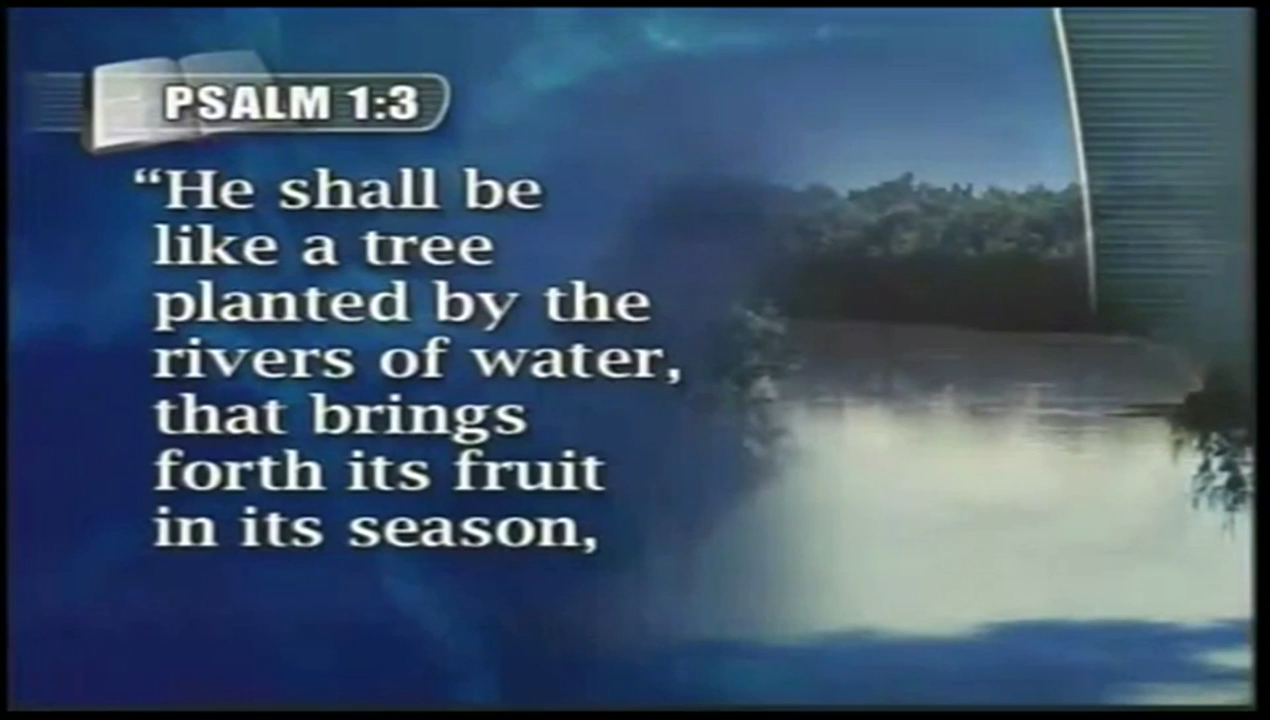 PSALM 1:3
“He shall be
like a tree
planted by the
rivers of water,
that brings
forth its fruit
in its season,